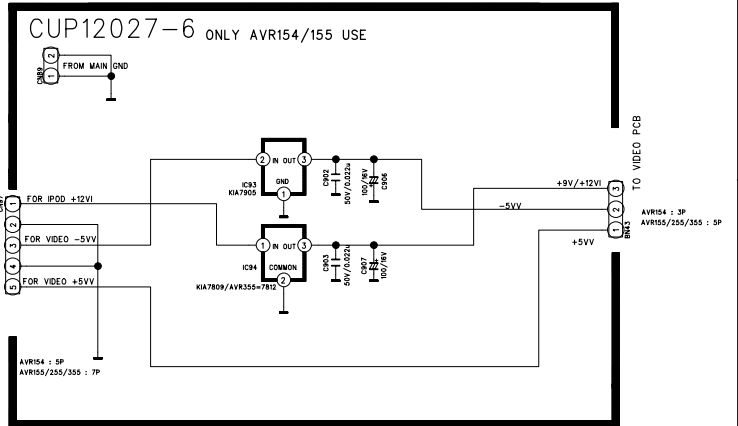 CUP12027-6 ONLY AVR154/155 USE
2
1
CN89
FROM MAIN GND
TO VIDEO PCB
2 IN OUT 3
GND
1
IC93
KIA7905
C902
50V/0.022u
100/16V
C906
+9V/+12VI
3
-5VV
2
1
+5VV
BN43
AVR154 : 3P
AVR155/255/355 : 5P
1
FOR IPOD +12VI
2
FOR VIDEO -5VV
3
4
FOR VIDEO +5VV
5
1 IN OUT 3
IC94
COMMON
2
KIA7809/AVR355=7812
C903
50V/0.022u
C907
100/16V
AVR154 : 5P
AVR155/255/355 : 7P